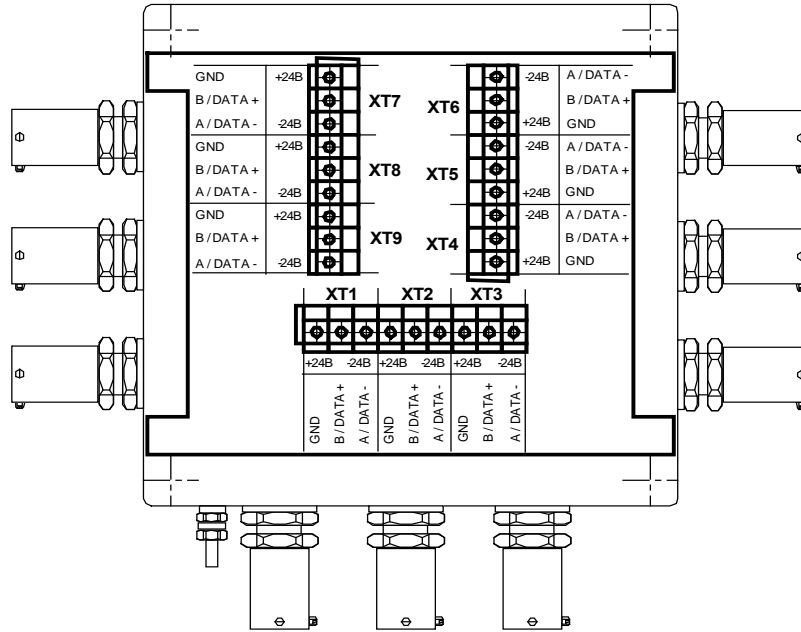 GND +24В XT7 -24В A / DATA -
B / DATA + XT6 B / DATA +
A / DATA - -24В +24В GND
GND +24В XT8 -24В A / DATA -
B / DATA + XT5 B / DATA +
A / DATA - -24В +24В GND
GND +24В XT9 -24В A / DATA -
B / DATA + XT4 B / DATA +
A / DATA - -24В +24В GND
XT1 XT2 XT3
+24В -24В +24В -24В +24В -24В
GND B / DATA + A / DATA - GND B / DATA + A / DATA - GND B / DATA + A / DATA -